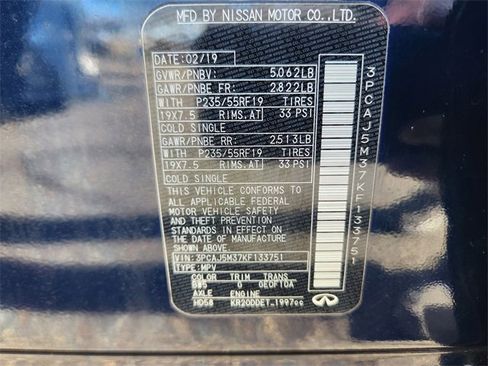 MFD BY NISSAN MOTOR CO.,LTD.
DATE:02/19
GVWR/PNBV: 5,062LB
GAWR/PNBE FR: 2,822LB
WITH P235/55RF19 TIRES
19X7.5 RIMS.AT 33 PSI
COLD SINGLE
GAWR/PNBE RR: 2,513LB
WITH P235/55RF19 TIRES
19X7.5 RIMS.AT 33 PSI
COLD SINGLE
THIS VEHICLE CONFORMS TO
ALL APPLICABLE FEDERAL
MOTOR VEHICLE SAFETY
AND THEFT PREVENTION
STANDARDS IN EFFECT ON
THE DATE OF MANUFACTURE
SHOWN ABOVE.
VIN: 3PCAJ5M37KF133751
TYPE:MPV
COLOR TRIM TRANS
G RE0F10A
AXLE ENGINE
HD58 KR20DDET 1997cc
INFINITI
3PCAJ5M37KF133751